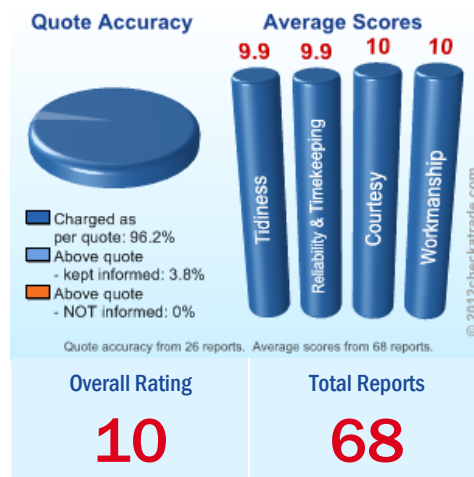 Quote Accuracy
Average Scores
9.9
9.9
10
10
Tidiness
Reliability & Timekeeping
Courtesy
Workmanship
Charged as
per quote: 96.2%
Above quote
- kept informed: 3.8%
Above quote
- NOT informed: 0%
© 2012checkatrade.com
Quote accuracy from 26 reports. Average scores from 68 reports.
Overall Rating
Total Reports
10
68